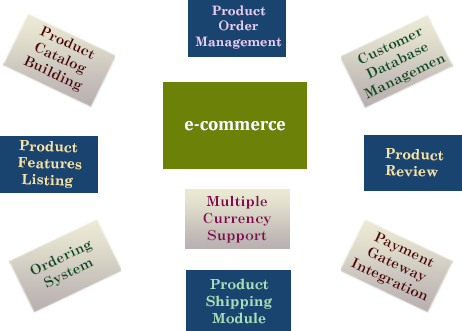 Product
Order
Management
Product
Catalog
Building
Customer
Database
Managemen
e-commerce
Product
Features
Listing
Product
Review
Multiple
Currency
Support
Ordering
System
Payment
Gateway
Integration
Product
Shipping
Module